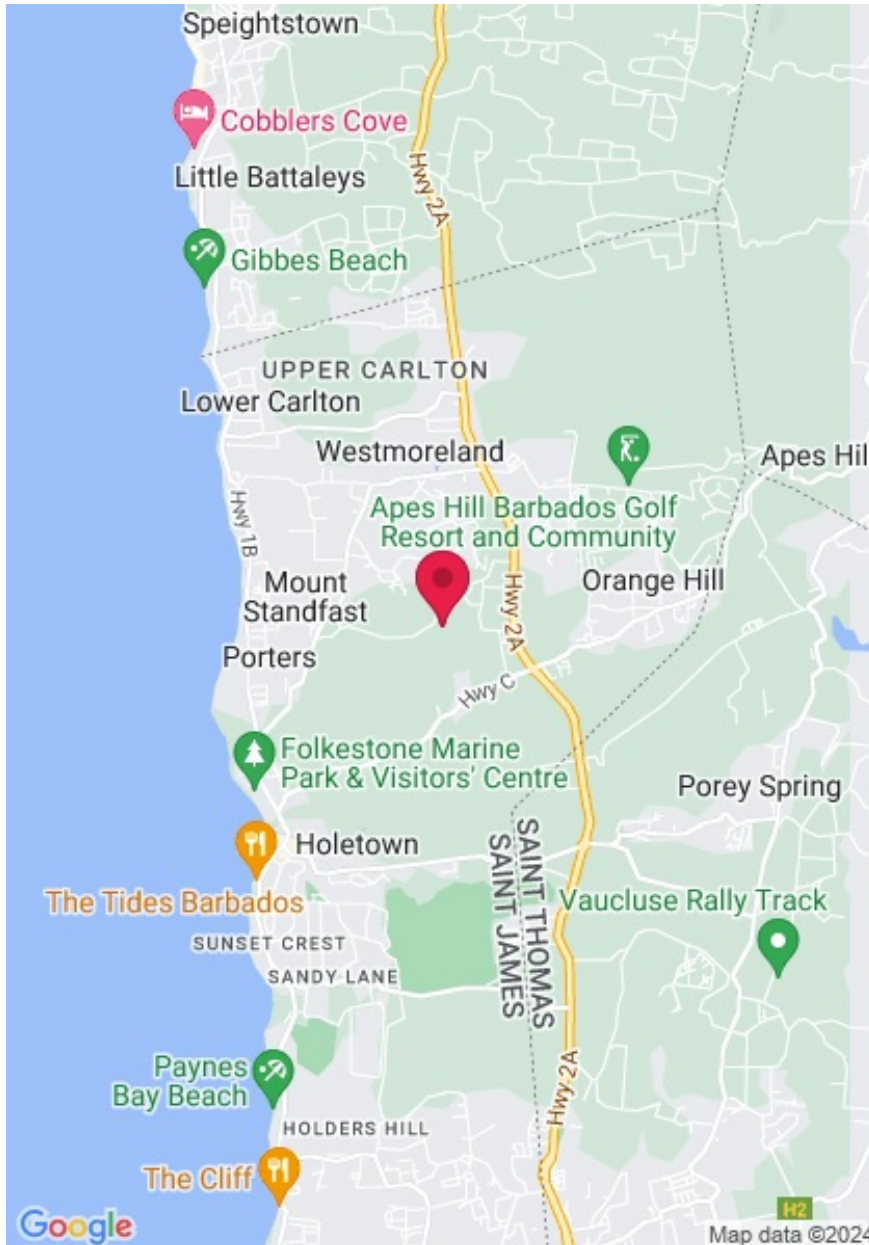 Speightstown
Cobblers Cove
Hwy 2A
Little Battaleys
Gibbes Beach
UPPER CARLTON
Lower Carlton
Westmoreland
Apes Hil
Hwy 1B
Apes Hill Barbados Golf
Resort and Community
Mount
Standfast
Hwy 2A
Orange Hill
Porters
Hwy C
Folkestone Marine
Park & Visitors' Centre
Porey Spring
Holetown
SAINT THOMAS
SAINT JAMES
The Tides Barbados
Vaucluse Rally Track
SUNSET CREST
SANDY LANE
Paynes
Bay Beach
Hwy 2A
HOLDERS HILL
The Cliff
H2
Google
Map data ©2024